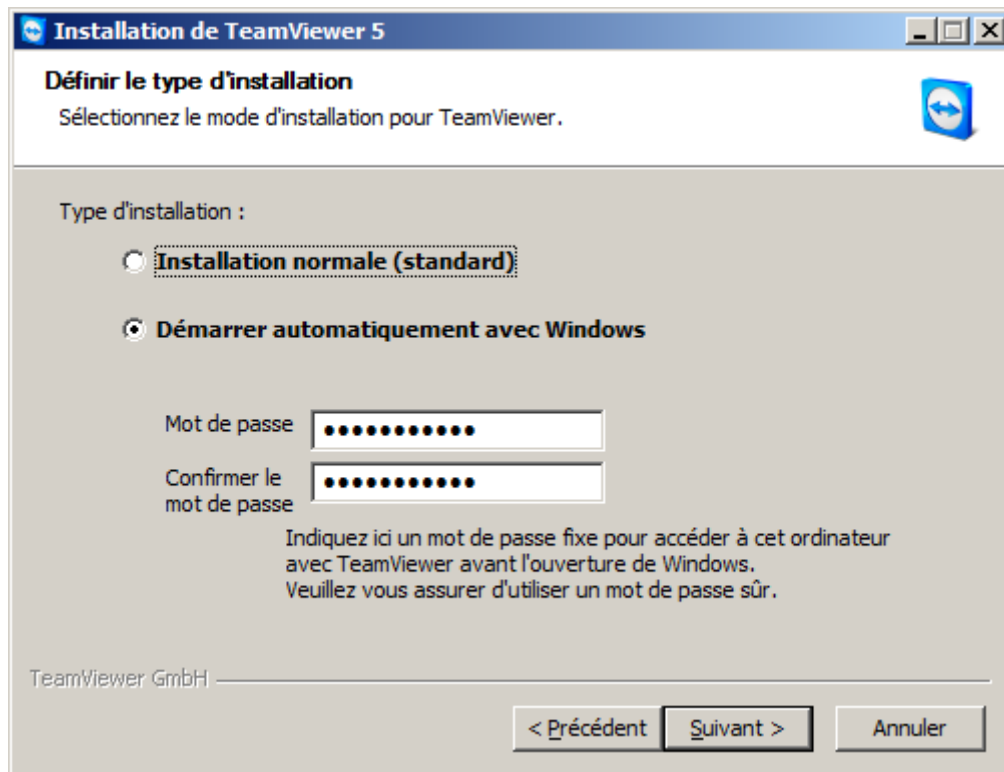 Installation de TeamViewer 5
Définir le type d'installation
Sélectionnez le mode d'installation pour TeamViewer.
Type d'installation :
Installation normale (standard)
Démarrer automatiquement avec Windows
Mot de passe
●●●●●●●●●●●
Confirmer le
mot de passe
●●●●●●●●●●●
Indiquez ici un mot de passe fixe pour accéder à cet ordinateur
avec TeamViewer avant l'ouverture de Windows.
Veuillez vous assurer d'utiliser un mot de passe sûr.
TeamViewer GmbH
< Précédent
Suivant >
Annuler